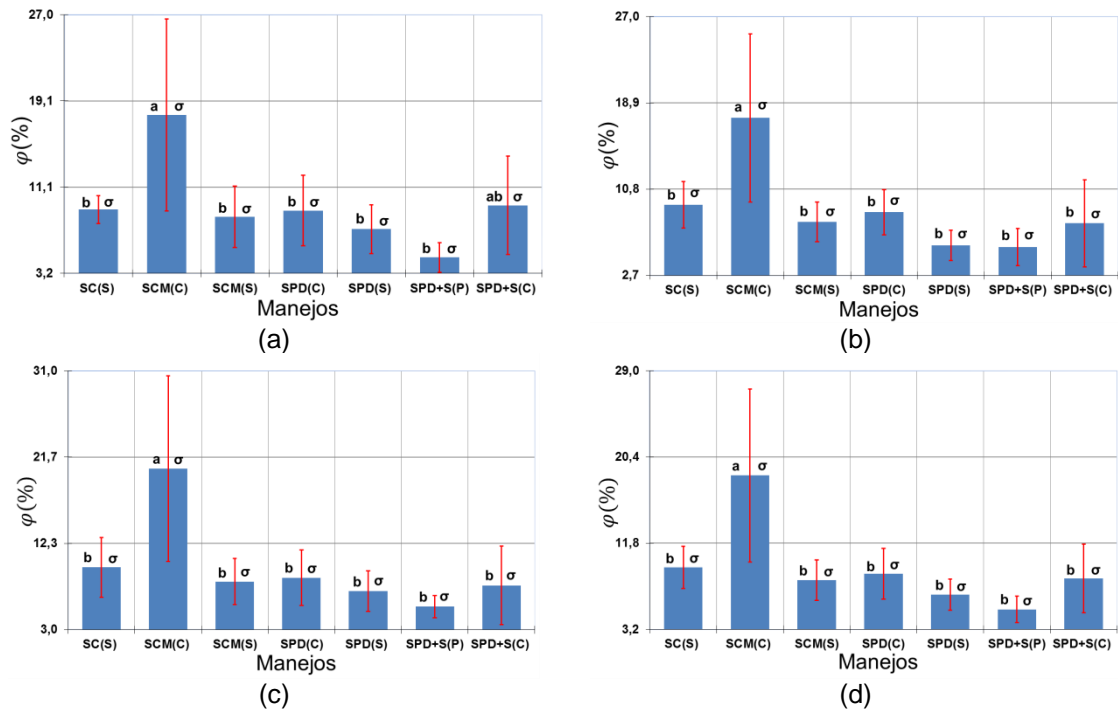 27,0
19,1
11,1
3,2
φ(%)
a σ
b σ
b σ
b σ
b σ
b σ
ab σ
SC(S) SCM(C) SCM(S) SPD(C) SPD(S) SPD+S(P) SPD+S(C)
Manejos
(a)
27,0
18,9
10,8
2,7
φ(%)
a σ
b σ
b σ
b σ
b σ
b σ
b σ
SC(S) SCM(C) SCM(S) SPD(C) SPD(S) SPD+S(P) SPD+S(C)
Manejos
(b)
31,0
21,7
12,3
3,0
φ(%)
a σ
b σ
b σ
b σ
b σ
b σ
b σ
SC(S) SCM(C) SCM(S) SPD(C) SPD(S) SPD+S(P) SPD+S(C)
Manejos
(c)
29,0
20,4
11,8
3,2
φ(%)
a σ
b σ
b σ
b σ
b σ
b σ
b σ
SC(S) SCM(C) SCM(S) SPD(C) SPD(S) SPD+S(P) SPD+S(C)
Manejos
(d)